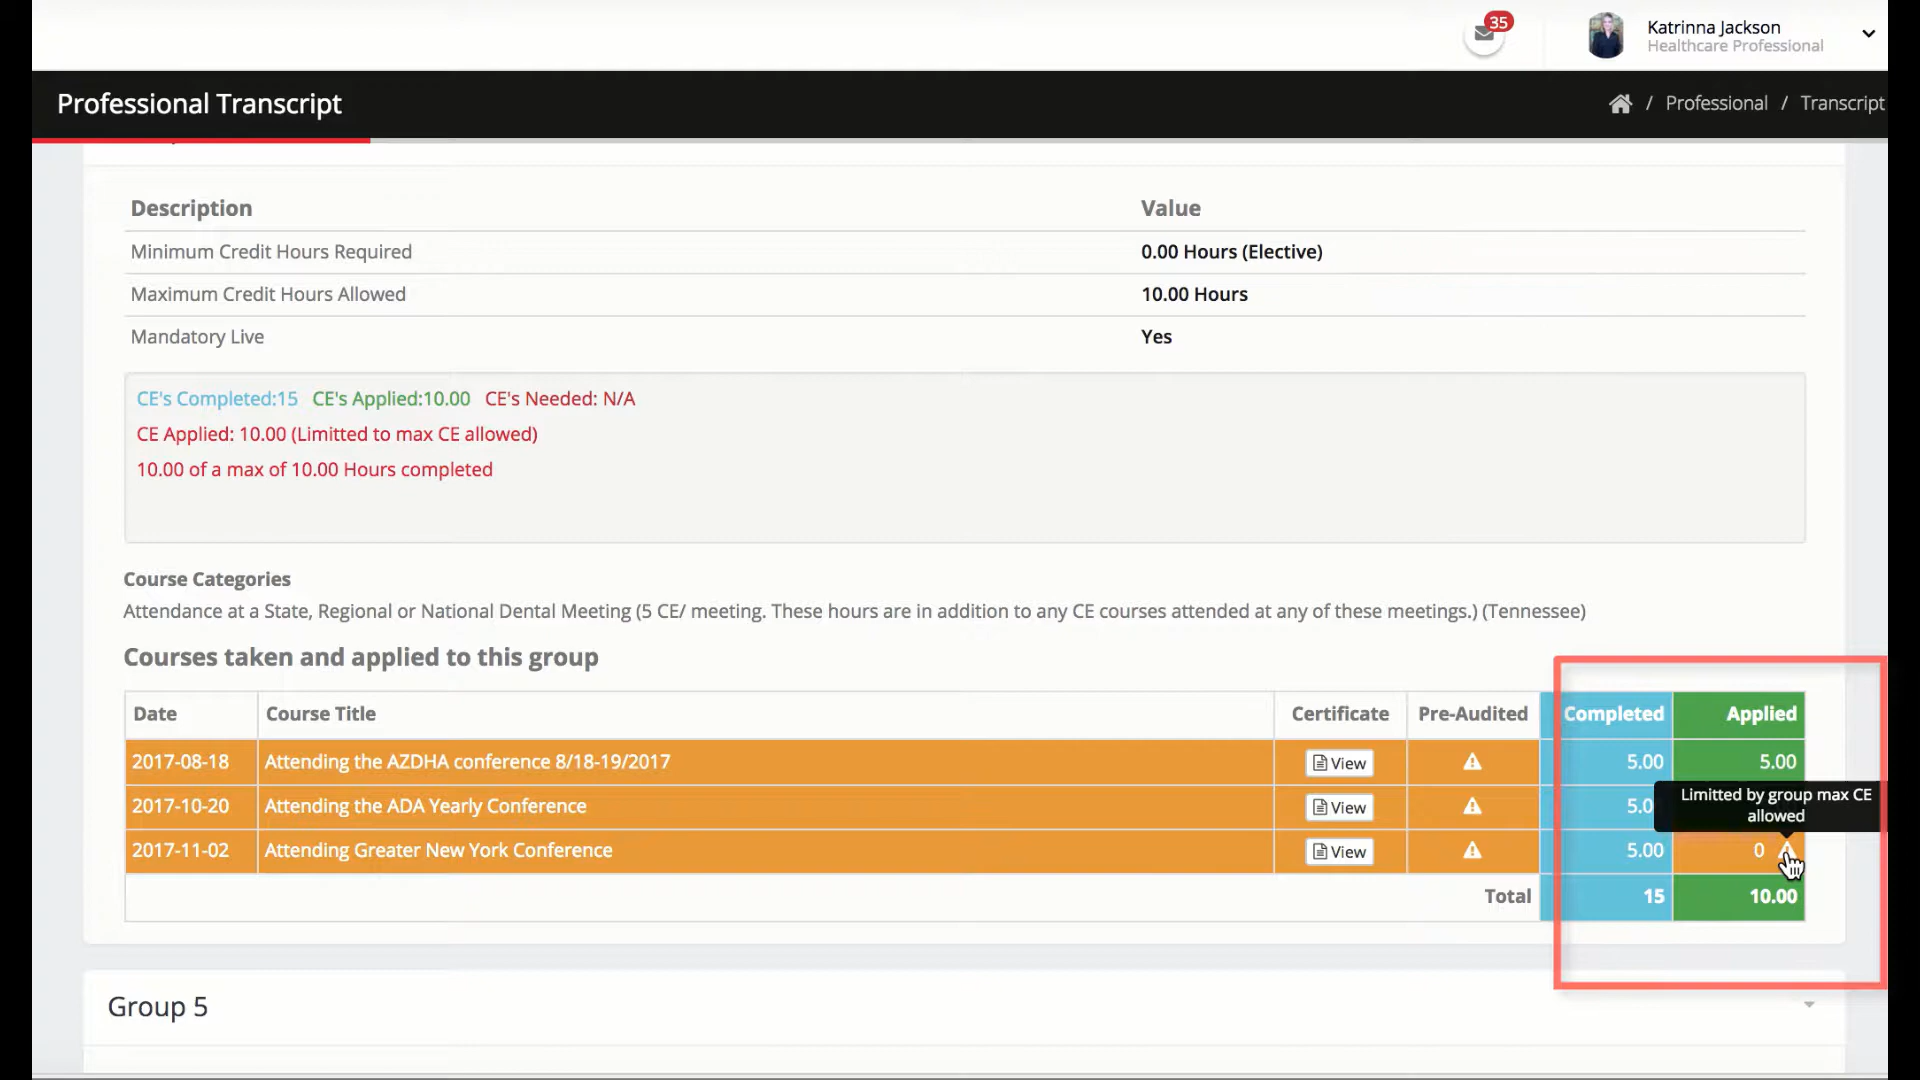 35
Katrinna Jackson
Healthcare Professional
Professional Transcript
/ Professional / Transcript
Description Value
Minimum Credit Hours Required 0.00 Hours (Elective)
Maximum Credit Hours Allowed 10.00 Hours
Mandatory Live Yes
CE's Completed:15 CE's Applied:10.00 CE's Needed: N/A
CE Applied: 10.00 (Limitted to max CE allowed)
10.00 of a max of 10.00 Hours completed
Course Categories
Attendance at a State, Regional or National Dental Meeting (5 CE/ meeting. These hours are in addition to any CE courses attended at any of these meetings.) (Tennessee)
Courses taken and applied to this group
Date Course Title Certificate Pre-Audited Completed Applied
2017-08-18 Attending the AZDHA conference 8/18-19/2017 View 5.00 5.00
2017-10-20 Attending the ADA Yearly Conference View
Limitted by group max CE
allowed
2017-11-02 Attending Greater New York Conference View 5.00 0
Total 15 10.00
Group 5